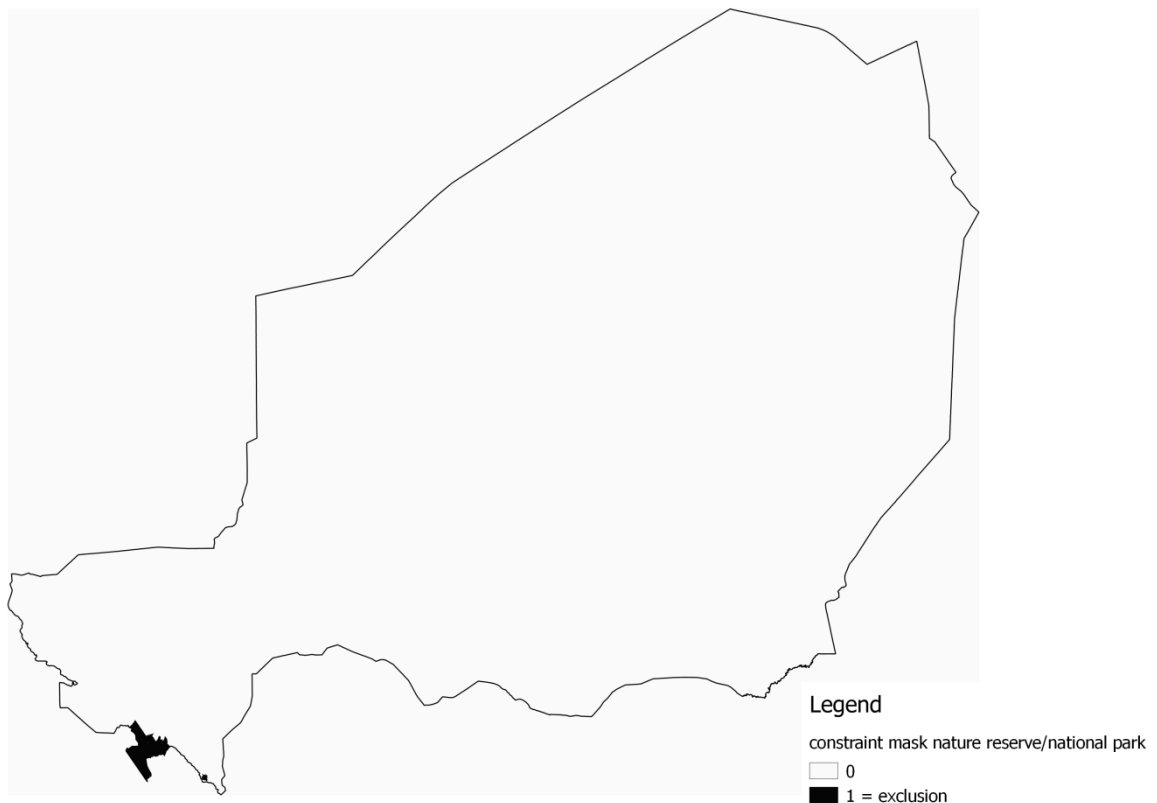 Legend
constraint mask nature reserve/national park
0
1 = exclusion